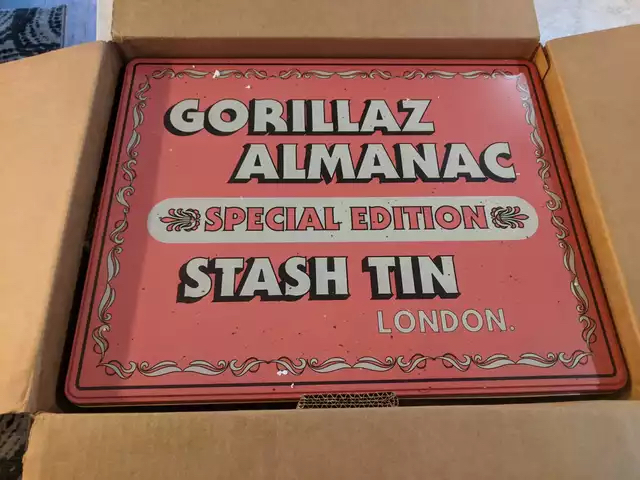 GORILLAZ
ALMANAC
SPECIAL EDITION
STASH TIN
LONDON.